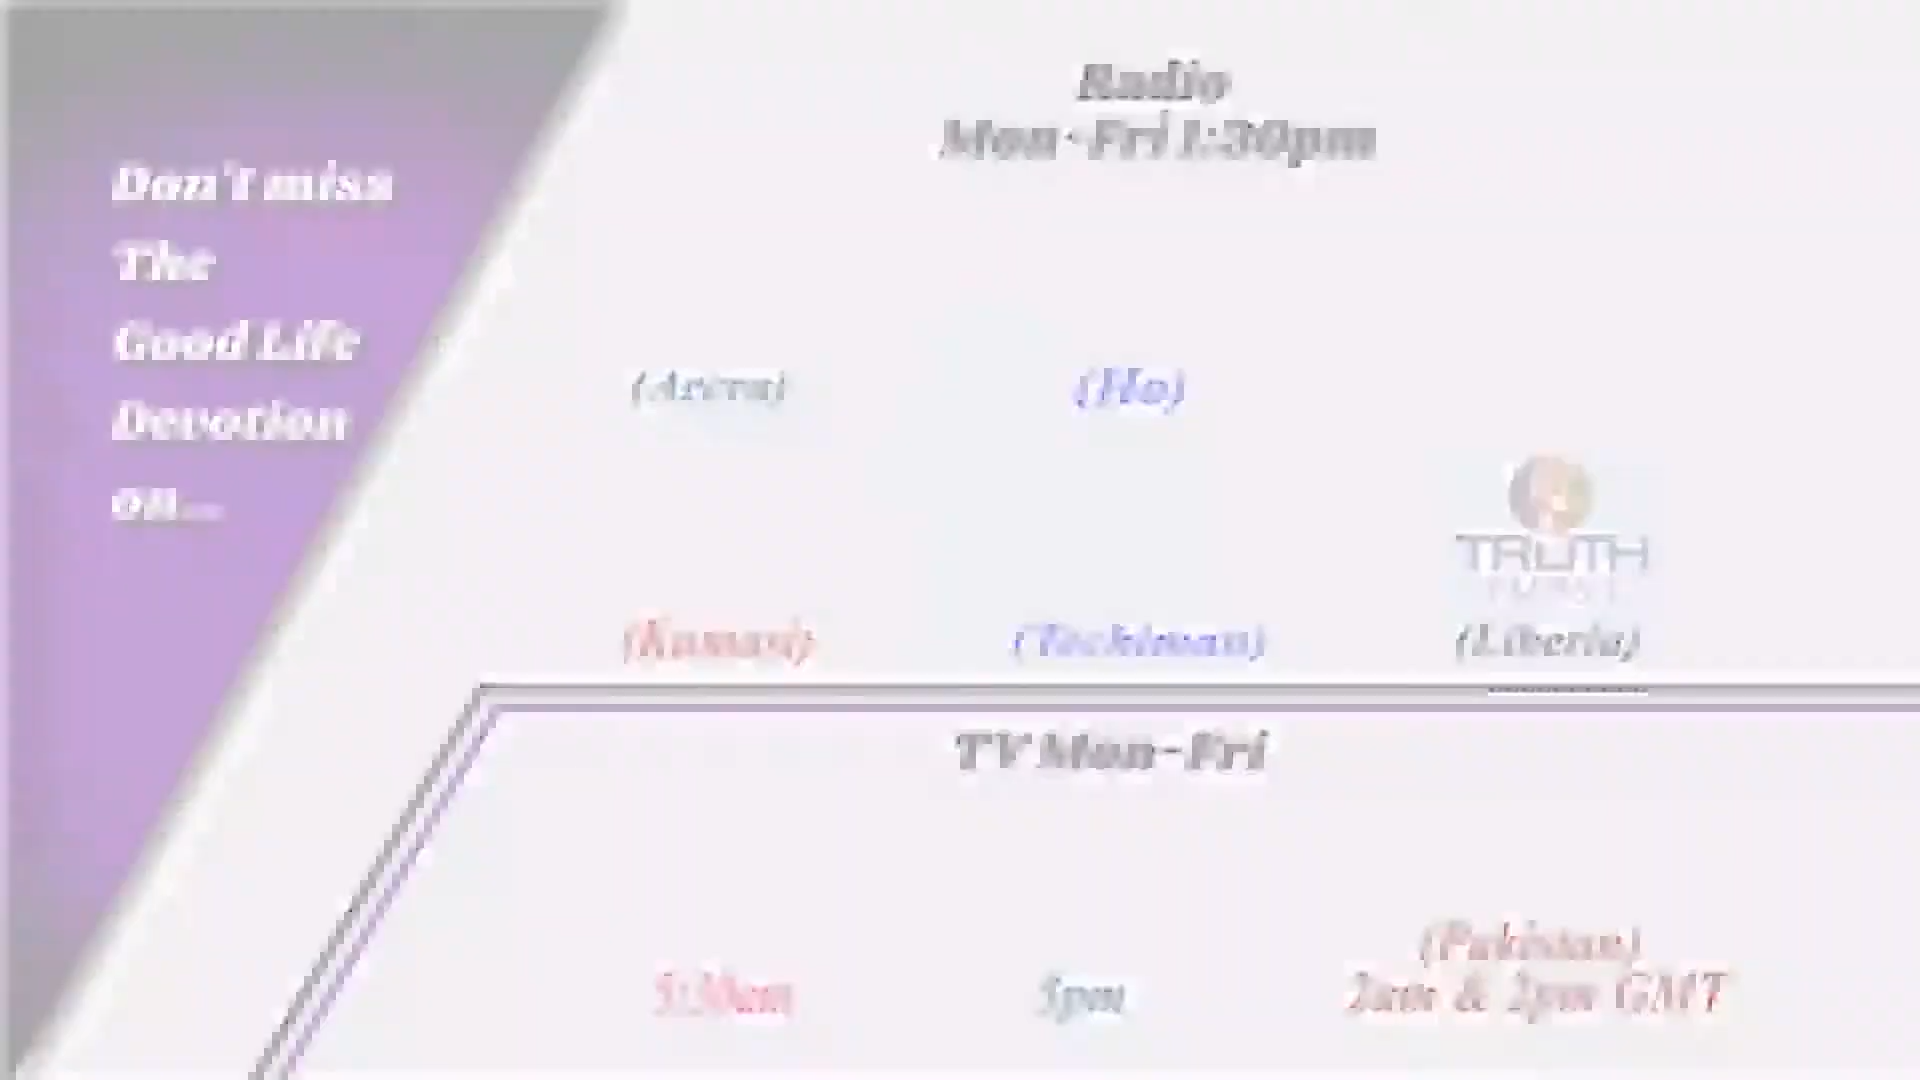 Don't miss
The
Good Life
Devotion
on...
Radio
Mon-Fri 1:30pm
(Accra)
(Ho)
TRUTH
(Kumasi)
(Techiman)
(Liberia)
TV Mon-Fri
5:30am
5pm
(Pakistan)
2am & 2pm GMT